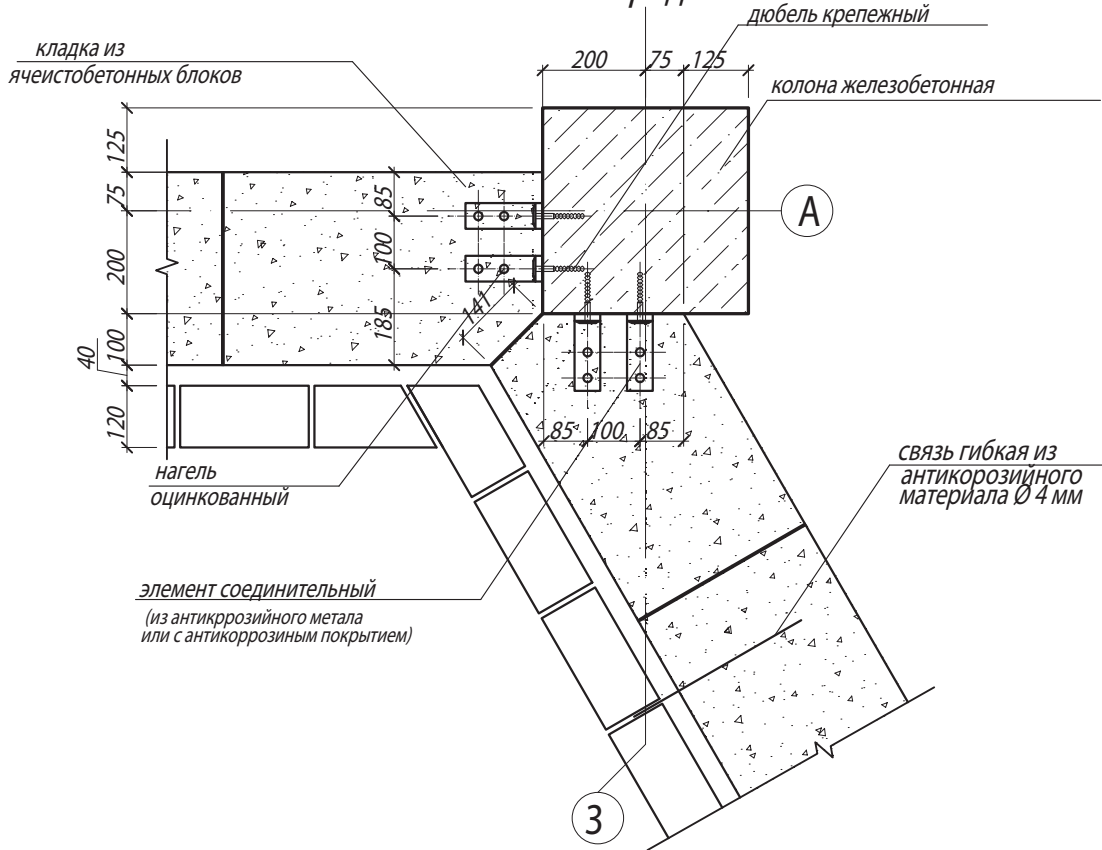 дюбель крепежный
кладка из
ячеистобетонных блоков
200 75 125
колона железобетонная
125
75
200
100
40
120
85
100
185
141
А
85 100 85
нагель
оцинкованный
связь гибкая из
антикорозийного
материала Ø 4 мм
элемент соединительный
(из антикррозийного метала
или с антикоррозиным покрытием)
3